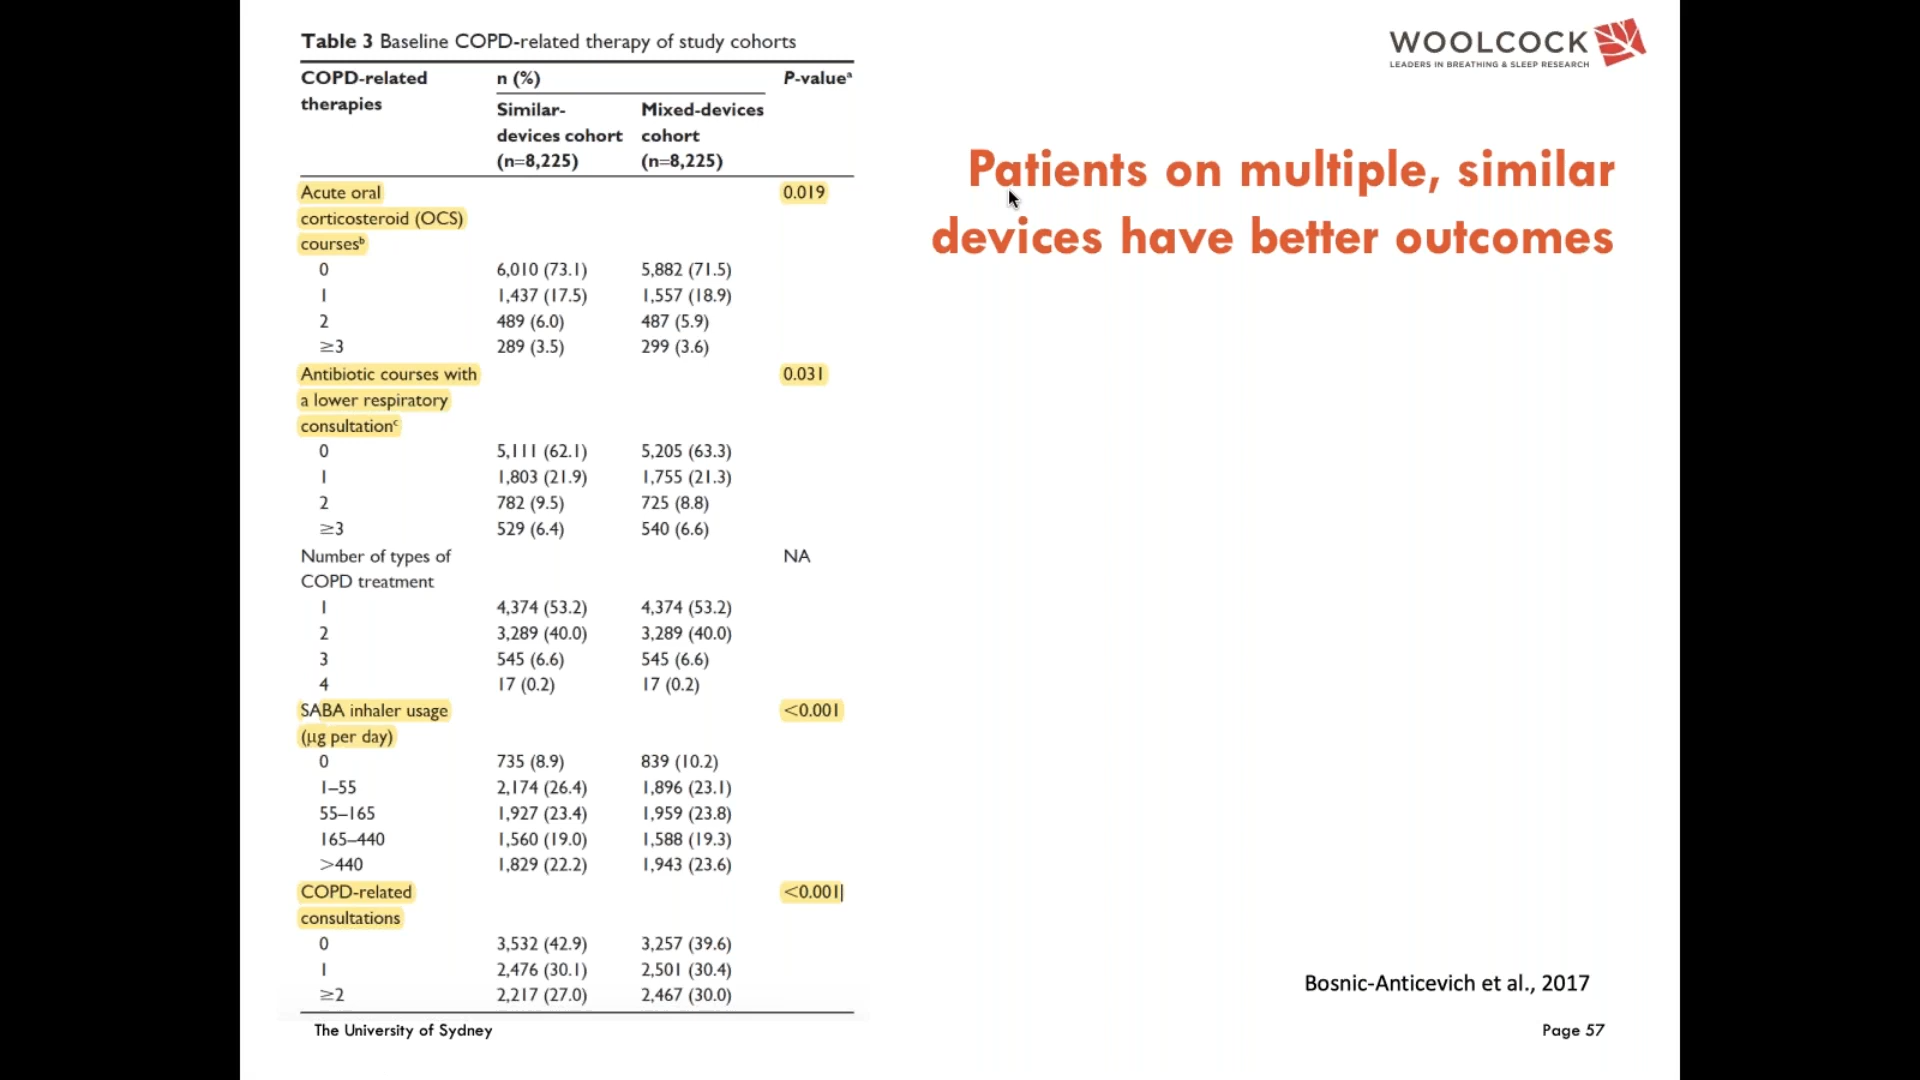 Table 3 Baseline COPD-related therapy of study cohorts
COPD-related therapies n (%) P-valueᵃ
Similar-devices cohort (n=8,225) Mixed-devices cohort (n=8,225)
Acute oral corticosteroid (OCS) coursesᵇ 0.019
0 6,010 (73.1) 5,882 (71.5)
1 1,437 (17.5) 1,557 (18.9)
2 489 (6.0) 487 (5.9)
≥3 289 (3.5) 299 (3.6)
Antibiotic courses with a lower respiratory consultationᶜ 0.031
0 5,111 (62.1) 5,205 (63.3)
1 1,803 (21.9) 1,755 (21.3)
2 782 (9.5) 725 (8.8)
≥3 529 (6.4) 540 (6.6)
Number of types of COPD treatment NA
1 4,374 (53.2) 4,374 (53.2)
2 3,289 (40.0) 3,289 (40.0)
3 545 (6.6) 545 (6.6)
4 17 (0.2) 17 (0.2)
SABA inhaler usage (μg per day) <0.001
0 735 (8.9) 839 (10.2)
1–55 2,174 (26.4) 1,896 (23.1)
55–165 1,927 (23.4) 1,959 (23.8)
165–440 1,560 (19.0) 1,588 (19.3)
>440 1,829 (22.2) 1,943 (23.6)
COPD-related consultations <0.001|
0 3,532 (42.9) 3,257 (39.6)
1 2,476 (30.1) 2,501 (30.4)
≥2 2,217 (27.0) 2,467 (30.0)
WOOLCOCK
LEADERS IN BREATHING & SLEEP RESEARCH
Patients on multiple, similar
devices have better outcomes
Bosnic-Anticevich et al., 2017
The University of Sydney
Page 57